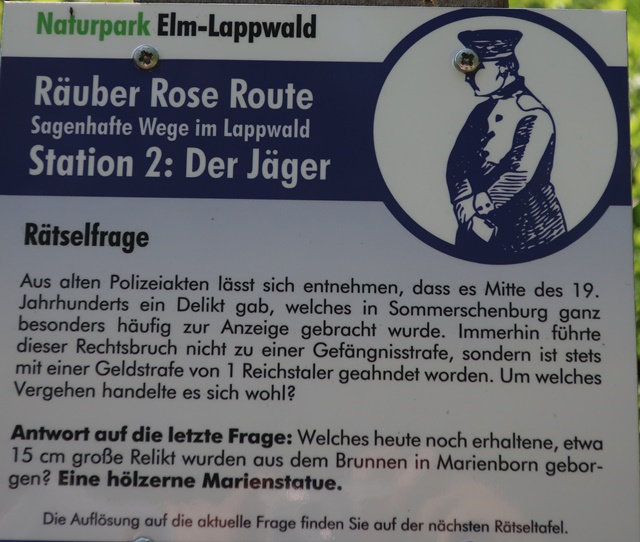 Naturpark Elm-Lappwald
Räuber Rose Route
Sagenhafte Wege im Lappwald
Station 2: Der Jäger
Rätselfrage
Aus alten Polizeiakten lässt sich entnehmen, dass es Mitte des 19.
Jahrhunderts ein Delikt gab, welches in Sommerschenburg ganz
besonders häufig zur Anzeige gebracht wurde. Immerhin führte
dieser Rechtsbruch nicht zu einer Gefängnisstrafe, sondern ist stets
mit einer Geldstrafe von 1 Reichstaler geahndet worden. Um welches
Vergehen handelte es sich wohl?
Antwort auf die letzte Frage: Welches heute noch erhaltene, etwa
15 cm große Relikt wurden aus dem Brunnen in Marienborn gebor-
gen? Eine hölzerne Marienstatue.
Die Auflösung auf die aktuelle Frage finden Sie auf der nächsten Rätseltafel.